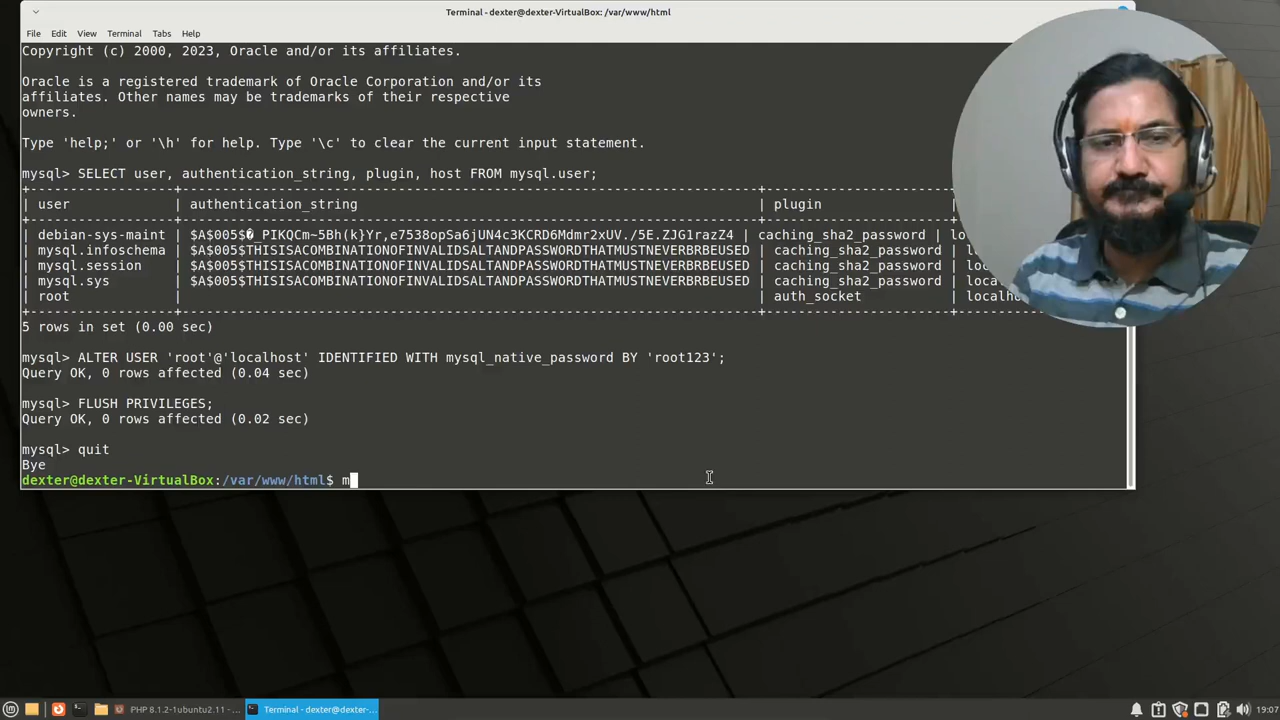 Terminal - dexter@dexter-VirtualBox: /var/www/html
File Edit View Terminal Tabs Help
Copyright (c) 2000, 2023, Oracle and/or its affiliates.
Oracle is a registered trademark of Oracle Corporation and/or its
affiliates. Other names may be trademarks of their respective
owners.
Type 'help;' or '\h' for help. Type '\c' to clear the current input statement.
mysql> SELECT user, authentication_string, plugin, host FROM mysql.user;
| user | authentication_string | plugin |
| debian-sys-maint | $A$005$�_PIKQCm~5Bh(k}Yr,e7538opSa6jUN4c3KCRD6Mdmr2xUV./5E.ZJG1razZ4 | caching_sha2_password |
| mysql.infoschema | $A$005$THISISACOMBINATIONOFINVALIDSALTANDPASSWORDTHATMUSTNEVERBRBEUSED | caching_sha2_password |
| mysql.session | $A$005$THISISACOMBINATIONOFINVALIDSALTANDPASSWORDTHATMUSTNEVERBRBEUSED | caching_sha2_password |
| mysql.sys | $A$005$THISISACOMBINATIONOFINVALIDSALTANDPASSWORDTHATMUSTNEVERBRBEUSED | caching_sha2_password |
| root | | auth_socket |
5 rows in set (0.00 sec)
mysql> ALTER USER 'root'@'localhost' IDENTIFIED WITH mysql_native_password BY 'root123';
Query OK, 0 rows affected (0.04 sec)
mysql> FLUSH PRIVILEGES;
Query OK, 0 rows affected (0.02 sec)
mysql> quit
Bye
dexter@dexter-VirtualBox:/var/www/html$ m
PHP 8.1.2-1ubuntu2.11 - ... Terminal - dexter@dexter-... 19:07